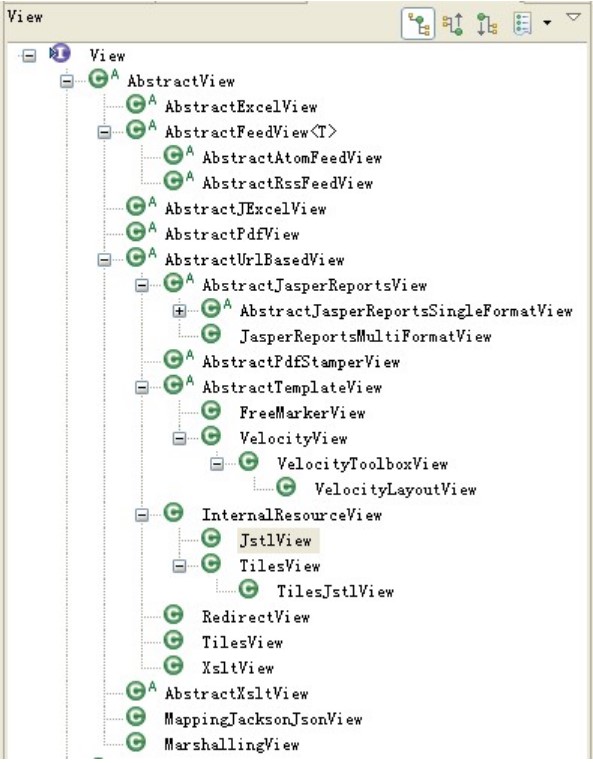 View
View
AbstractView
AbstractExcelView
AbstractFeedView<T>
AbstractAtomFeedView
AbstractRssFeedView
AbstractJExcelView
AbstractPdfView
AbstractUrlBasedView
AbstractJasperReportsView
AbstractJasperReportsSingleFormatView
JasperReportsMultiFormatView
AbstractPdfStamperView
AbstractTemplateView
FreeMarkerView
VelocityView
VelocityToolboxView
VelocityLayoutView
InternalResourceView
JstlView
TilesView
TilesJstlView
RedirectView
TilesView
XsltView
AbstractXsltView
MappingJacksonJsonView
MarshallingView